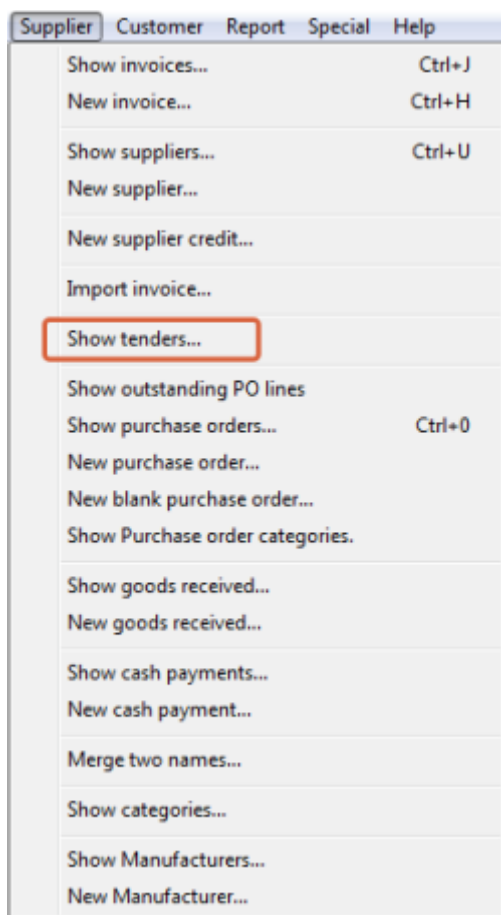 Supplier Customer Report Special Help
Show invoices... Ctrl+J
New invoice... Ctrl+H
Show suppliers... Ctrl+U
New supplier...
New supplier credit...
Import invoice...
Show tenders...
Show outstanding PO lines
Show purchase orders... Ctrl+0
New purchase order...
New blank purchase order...
Show Purchase order categories.
Show goods received...
New goods received...
Show cash payments...
New cash payment...
Merge two names...
Show categories...
Show Manufacturers...
New Manufacturer...